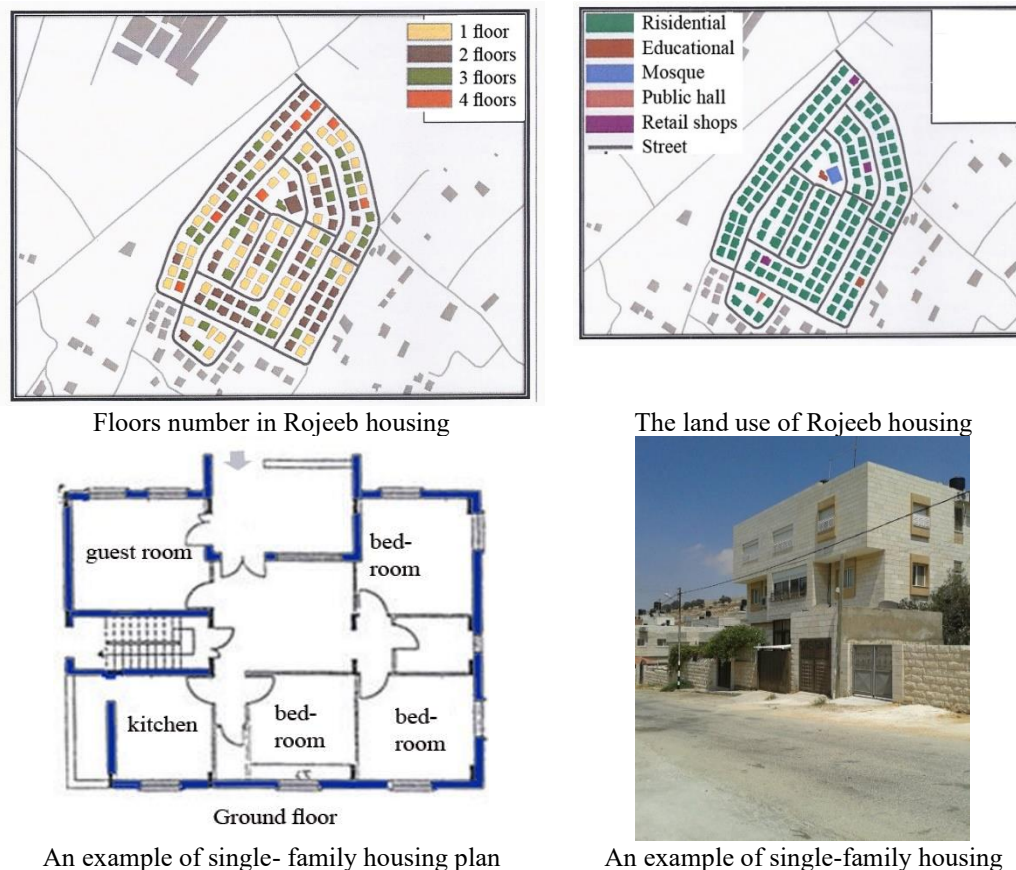 1 floor
2 floors
3 floors
4 floors
Risidential
Educational
Mosque
Public hall
Retail shops
Street
Floors number in Rojeeb housing
The land use of Rojeeb housing
guest room
bed-
room
kitchen
bed-
room
bed-
room
Ground floor
An example of single- family housing plan
An example of single-family housing